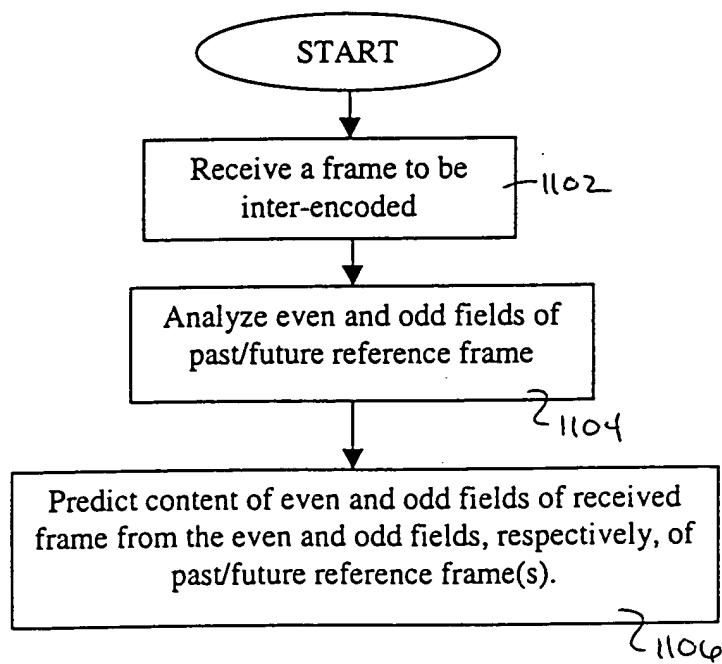 START
Receive a frame to be
inter-encoded
1102
Analyze even and odd fields of
past/future reference frame
1104
Predict content of even and odd fields of received
frame from the even and odd fields, respectively, of
past/future reference frame(s).
1106